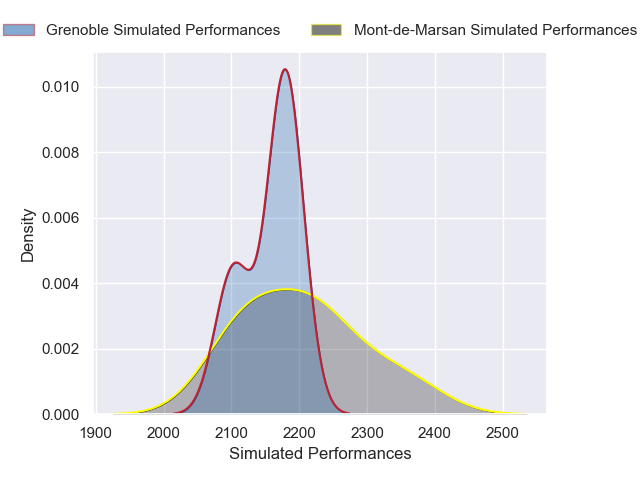 Grenoble Simulated Performances
Mont-de-Marsan Simulated Performances
0.010
0.008
0.006
0.004
0.002
0.000
Density
1900 2000 2100 2200 2300 2400 2500
Simulated Performances